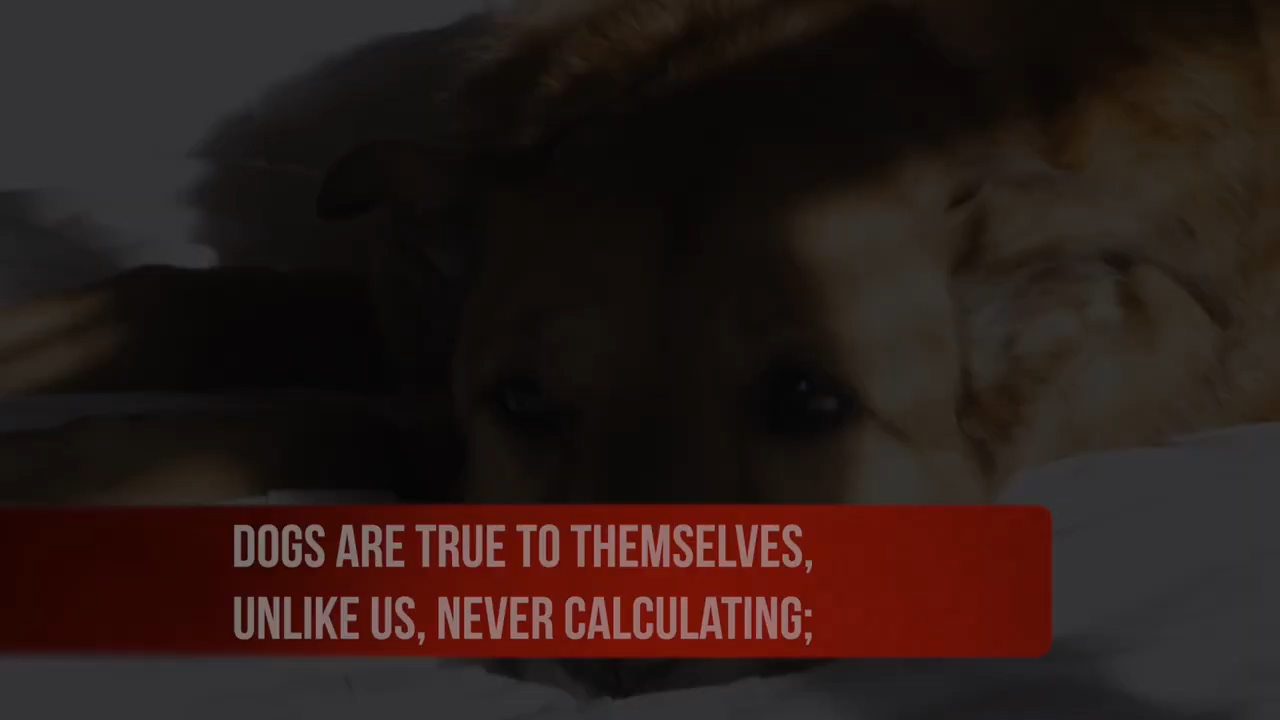 DOGS ARE TRUE TO THEMSELVES,
UNLIKE US, NEVER CALCULATING;